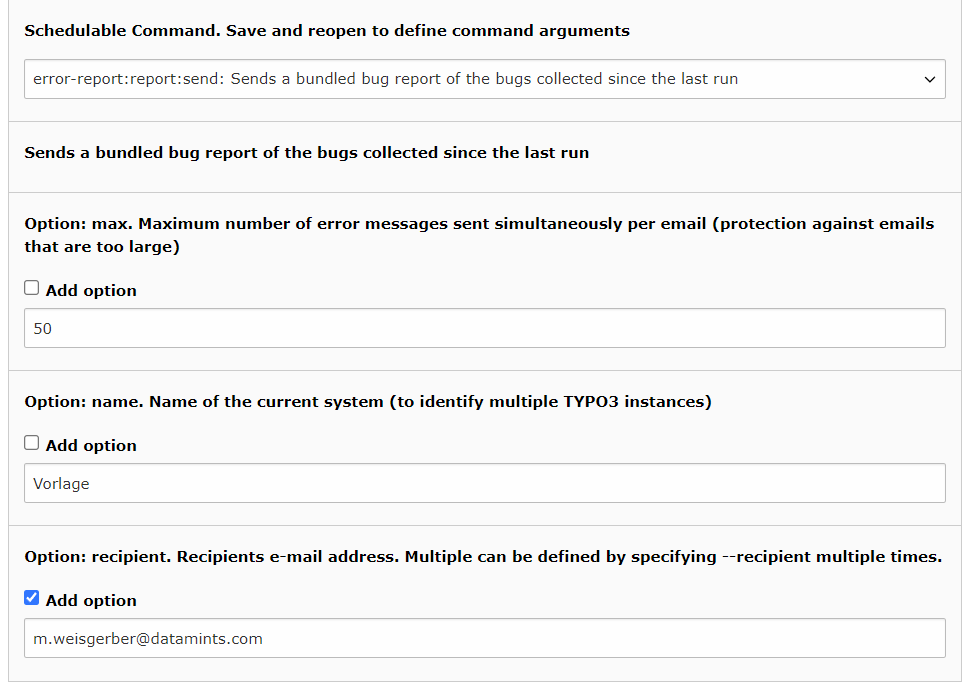 Schedulable Command. Save and reopen to define command arguments
error-report:report:send: Sends a bundled bug report of the bugs collected since the last run
Sends a bundled bug report of the bugs collected since the last run
Option: max. Maximum number of error messages sent simultaneously per email (protection against emails
that are too large)
Add option
50
Option: name. Name of the current system (to identify multiple TYPO3 instances)
Add option
Vorlage
Option: recipient. Recipients e-mail address. Multiple can be defined by specifying --recipient multiple times.
Add option
m.weisgerber@datamints.com